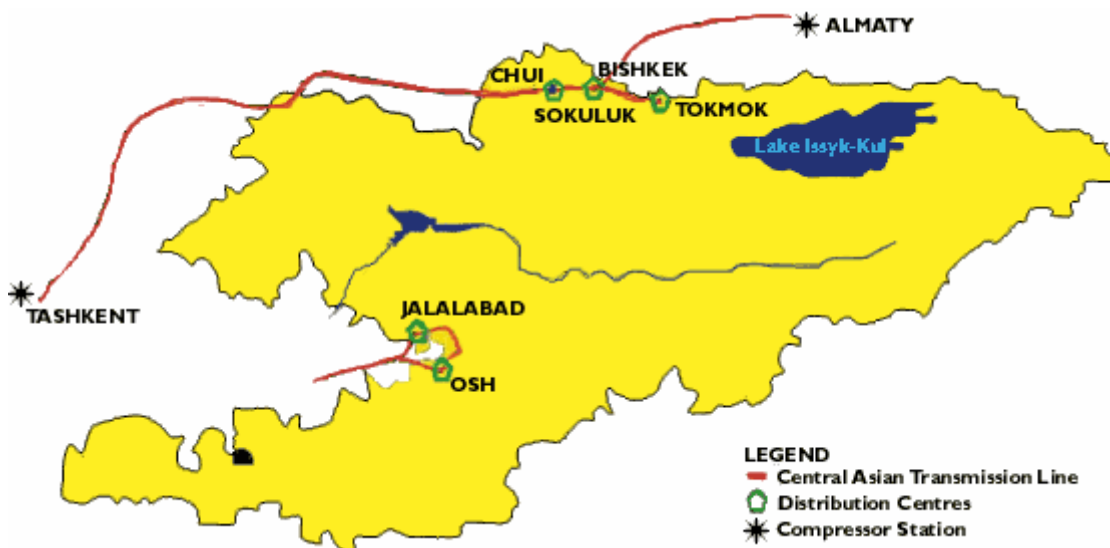 ALMATY
CHUI
BISHKEK
SOKULUK
TOKMOK
Lake Issyk-Kul
TASHKENT
JALALABAD
OSH
LEGEND
Central Asian Transmission Line
Distribution Centres
Compressor Station